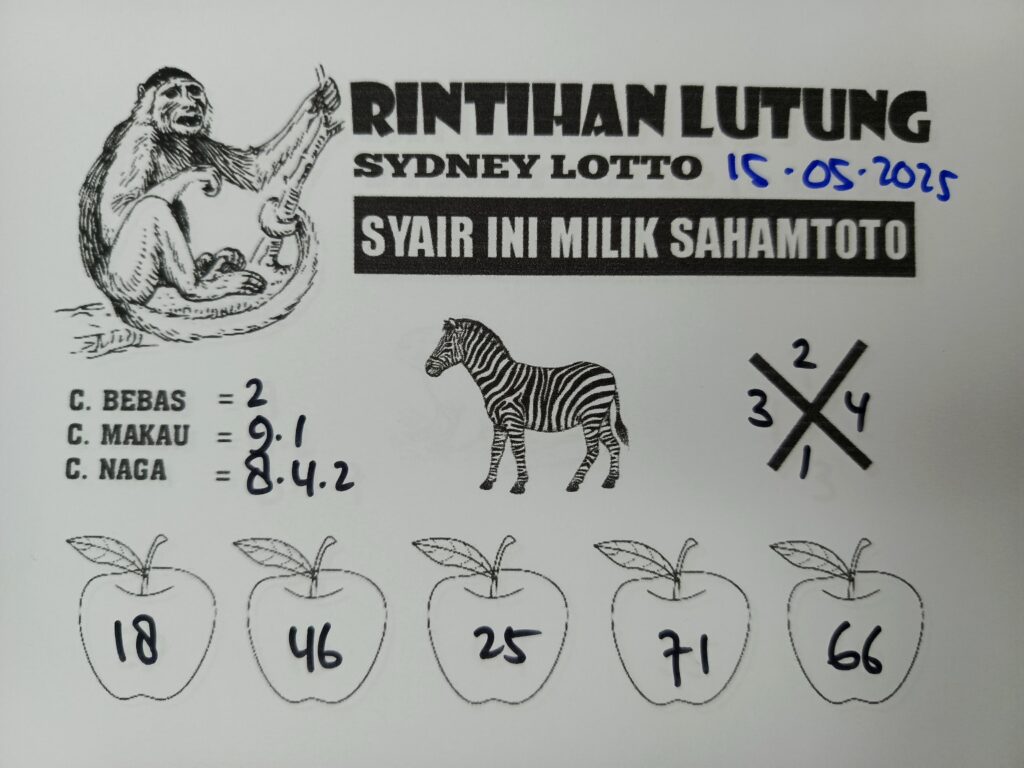 RINTIHAN LUTUNG
SYDNEY LOTTO 15.05.2025
SYAIR INI MILIK SAHAMTOTO
C. BEBAS = 2
C. MAKAU = 9.1
C. NAGA = 8.4.2
2
3 4
1
18 46 25 71 66